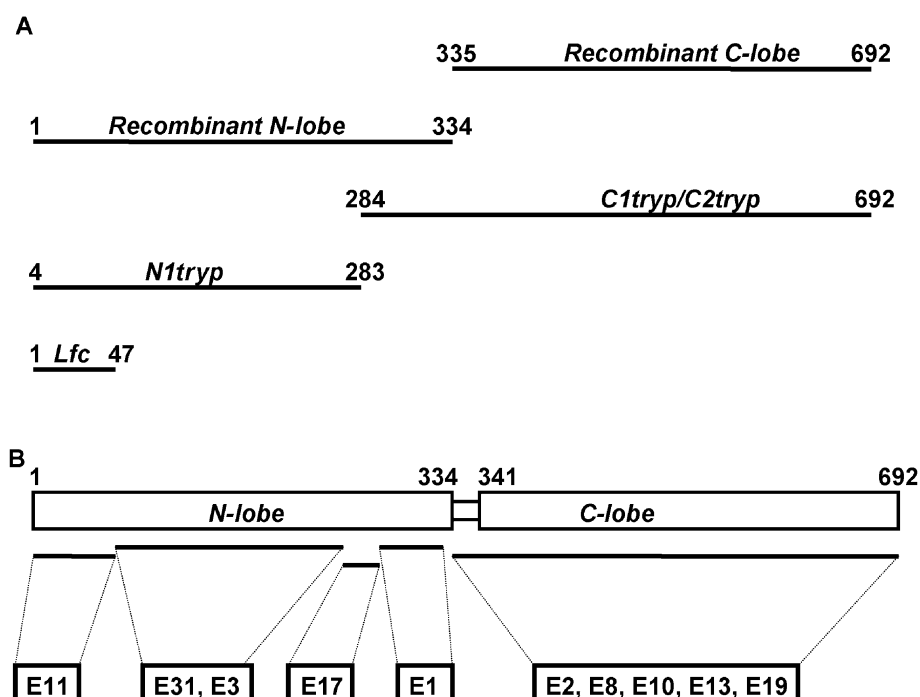 A
335 Recombinant C-lobe 692
1 Recombinant N-lobe 334
284 C1tryp/C2tryp 692
4 N1tryp 283
1 Lfc 47
B
1 334 341 692
N-lobe C-lobe
E11 E31, E3 E17 E1 E2, E8, E10, E13, E19